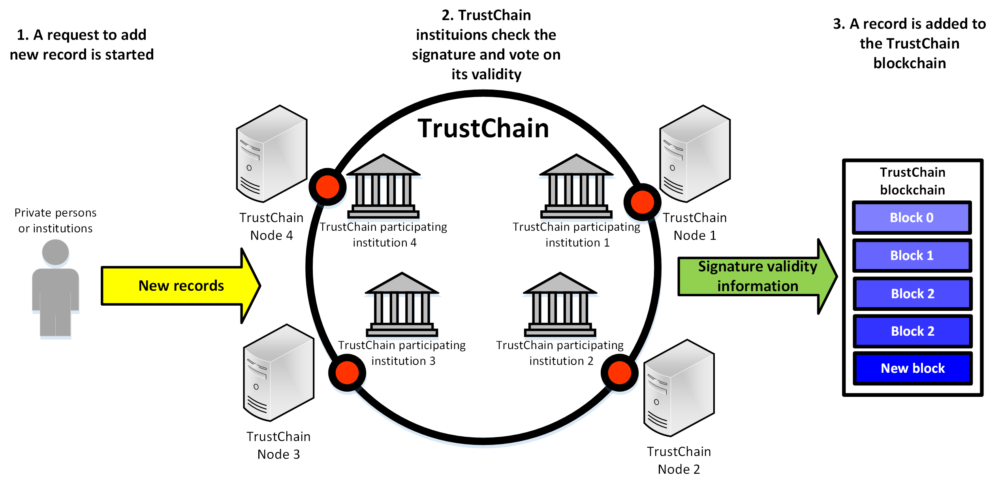 1. A request to add
new record is started
2. TrustChain
instituions check the
signature and vote on
its validity
3. A record is added to
the TrustChain
blockchain
TrustChain
Private persons
or institutions
New records
TrustChain
Node 4
TrustChain participating
institution 4
TrustChain participating
institution 1
TrustChain
Node 1
TrustChain participating
institution 3
TrustChain participating
institution 2
TrustChain
Node 3
TrustChain
Node 2
Signature validity
information
TrustChain
blockchain
Block 0
Block 1
Block 2
Block 2
New block